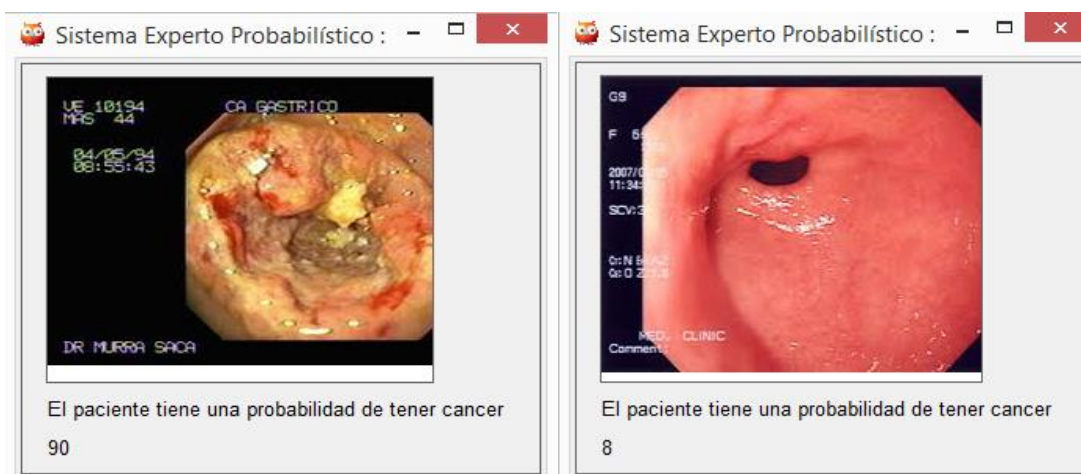 Sistema Experto Probabilístico :
VE 10194
CA GASTRICO
MAS 44
04/05/94
08:55:43
DR MURRA SACA
El paciente tiene una probabilidad de tener cancer
90
Sistema Experto Probabilístico :
G9
F
2007/0
11:34:
SCV:3
MED. CLINIC
Comment:
El paciente tiene una probabilidad de tener cancer
8